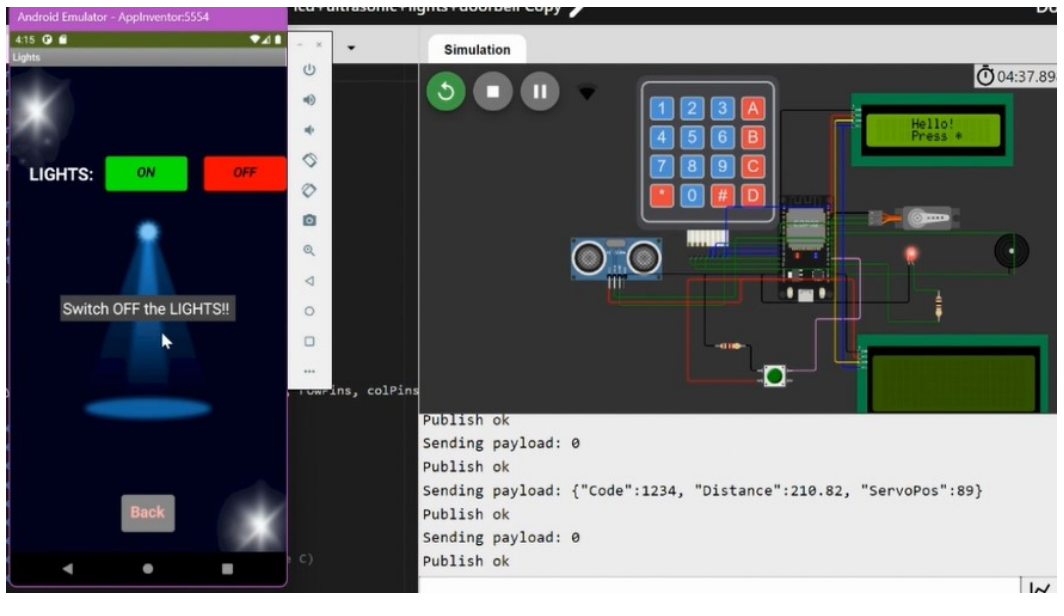 Android Emulator - AppInventor:5554
4:15
Lights
LIGHTS:
ON
OFF
Switch OFF the LIGHTS!!
Back
lcd+ultrasonic+lights+doorbell Copy
Simulation
04:37.89
1 2 3 A
4 5 6 B
7 8 9 C
* 0 # D
Hello!
Press *
rowPins, colPins
e C)
Publish ok
Sending payload: 0
Publish ok
Sending payload: {"Code":1234, "Distance":210.82, "ServoPos":89}
Publish ok
Sending payload: 0
Publish ok